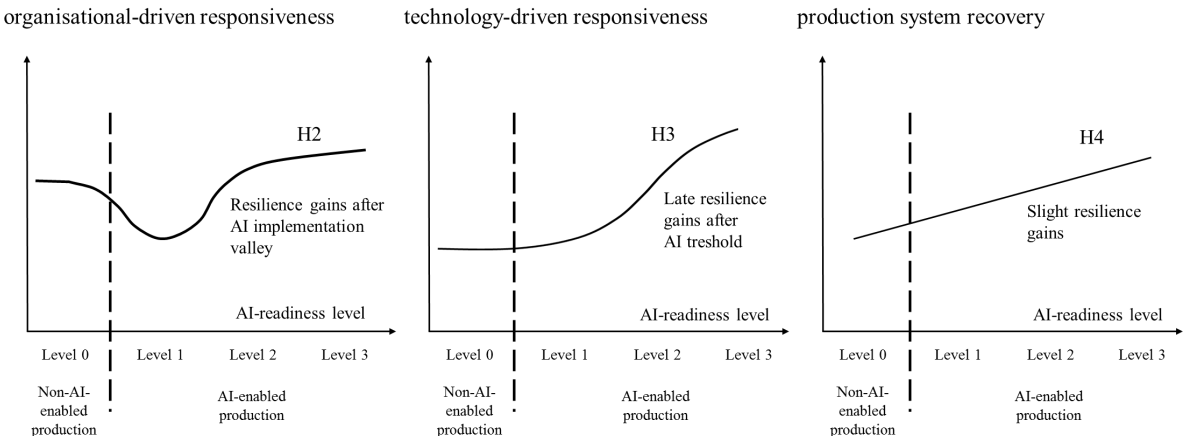 organisational-driven responsiveness
H2
Resilience gains after
AI implementation
valley
AI-readiness level
Level 0 Level 1 Level 2 Level 3
Non-AI-
enabled
production
AI-enabled
production
technology-driven responsiveness
H3
Late resilience
gains after
AI treshold
AI-readiness level
Level 0 Level 1 Level 2 Level 3
Non-AI-
enabled
production
AI-enabled
production
production system recovery
H4
Slight resilience
gains
AI-readiness level
Level 0 Level 1 Level 2 Level 3
Non-AI-
enabled
production
AI-enabled
production